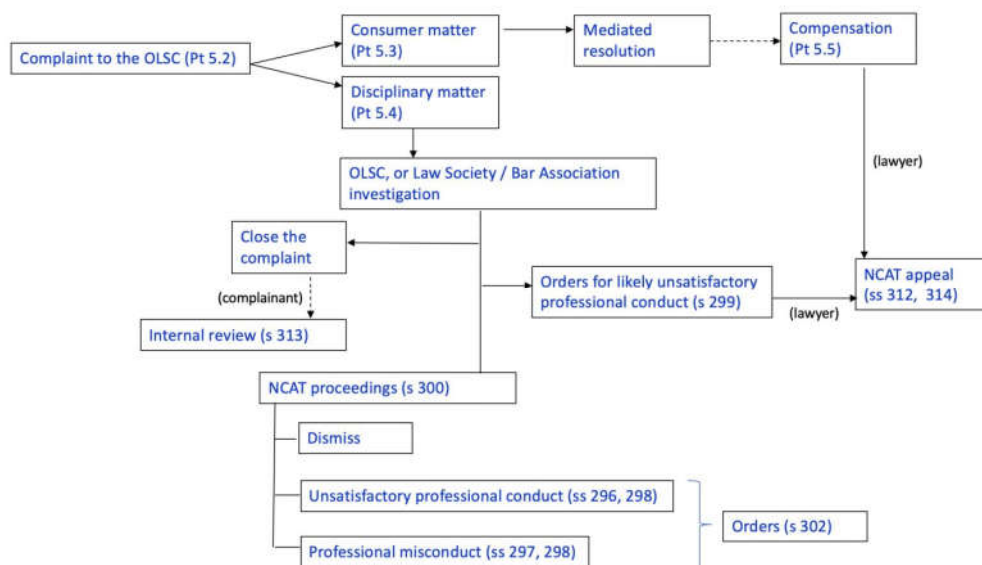 Complaint to the OLSC (Pt 5.2)
Consumer matter
(Pt 5.3)
Mediated
resolution
Compensation
(Pt 5.5)
Disciplinary matter
(Pt 5.4)
(lawyer)
OLSC, or Law Society / Bar Association
investigation
Close the
complaint
(complainant)
Internal review (s 313)
Orders for likely unsatisfactory
professional conduct (s 299)
(lawyer)
NCAT appeal
(ss 312, 314)
NCAT proceedings (s 300)
Dismiss
Unsatisfactory professional conduct (ss 296, 298)
Professional misconduct (ss 297, 298)
Orders (s 302)